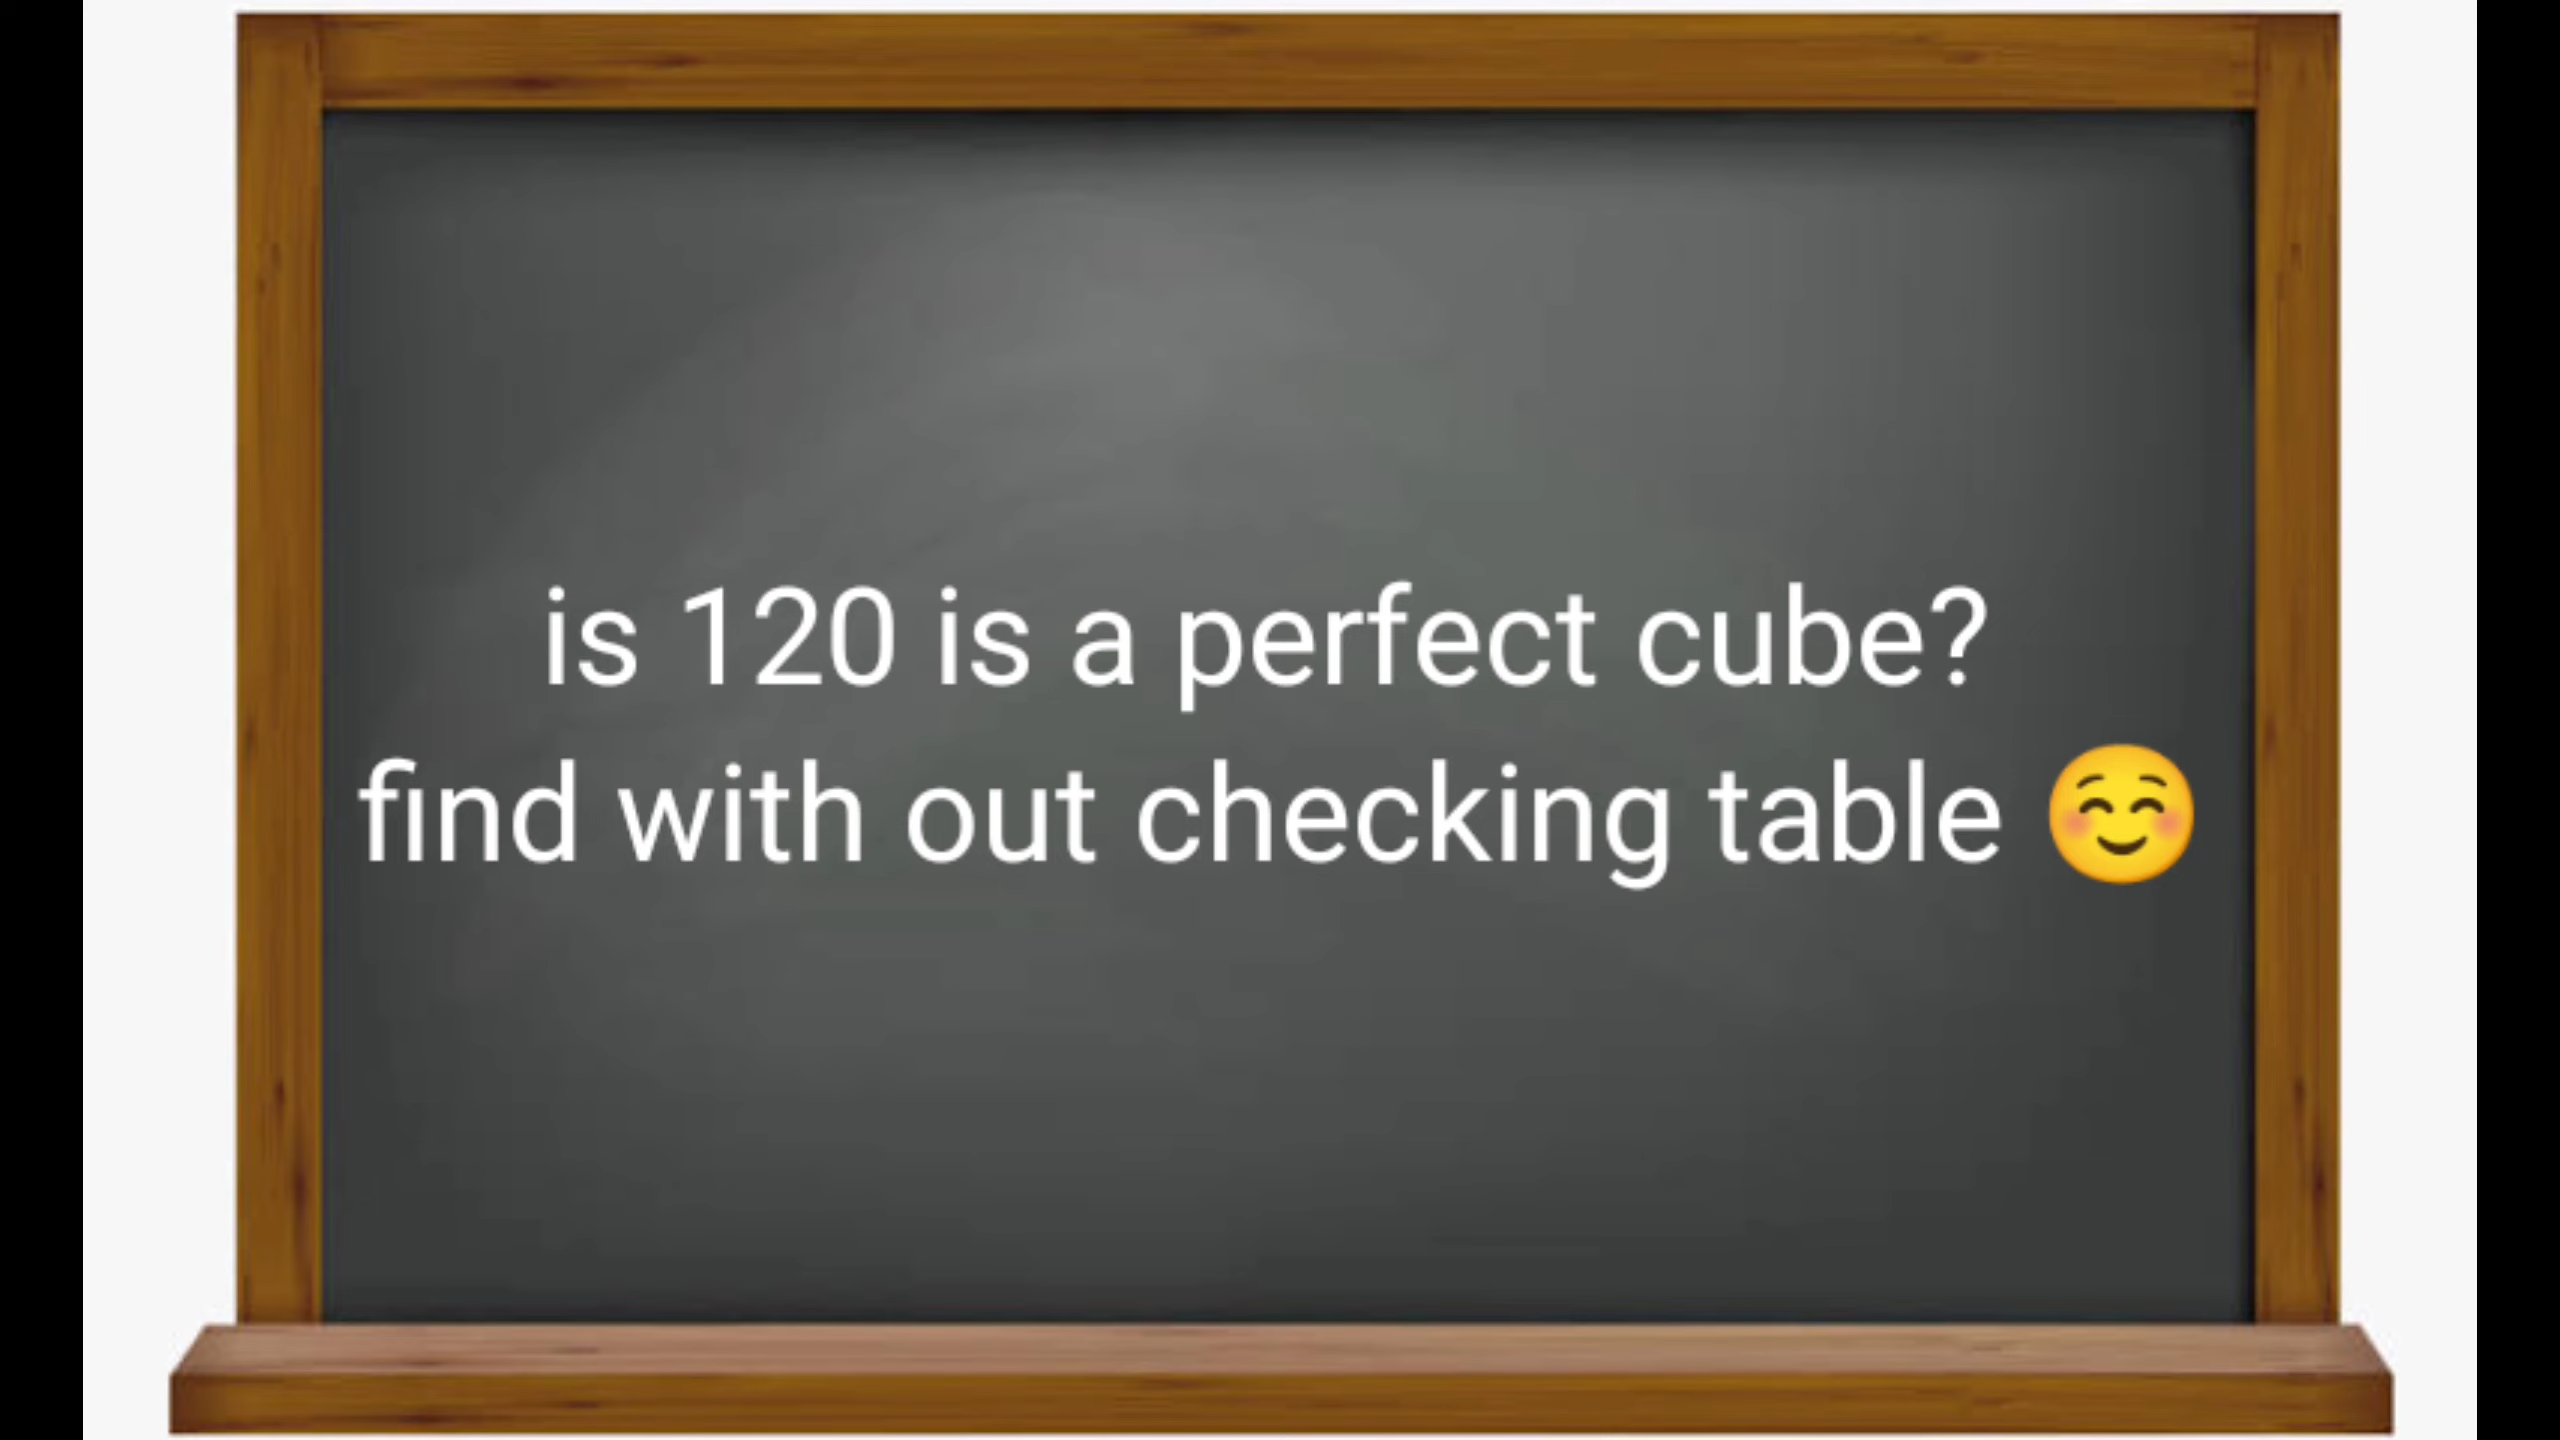 is 120 is a perfect cube?
find with out checking table ☺️